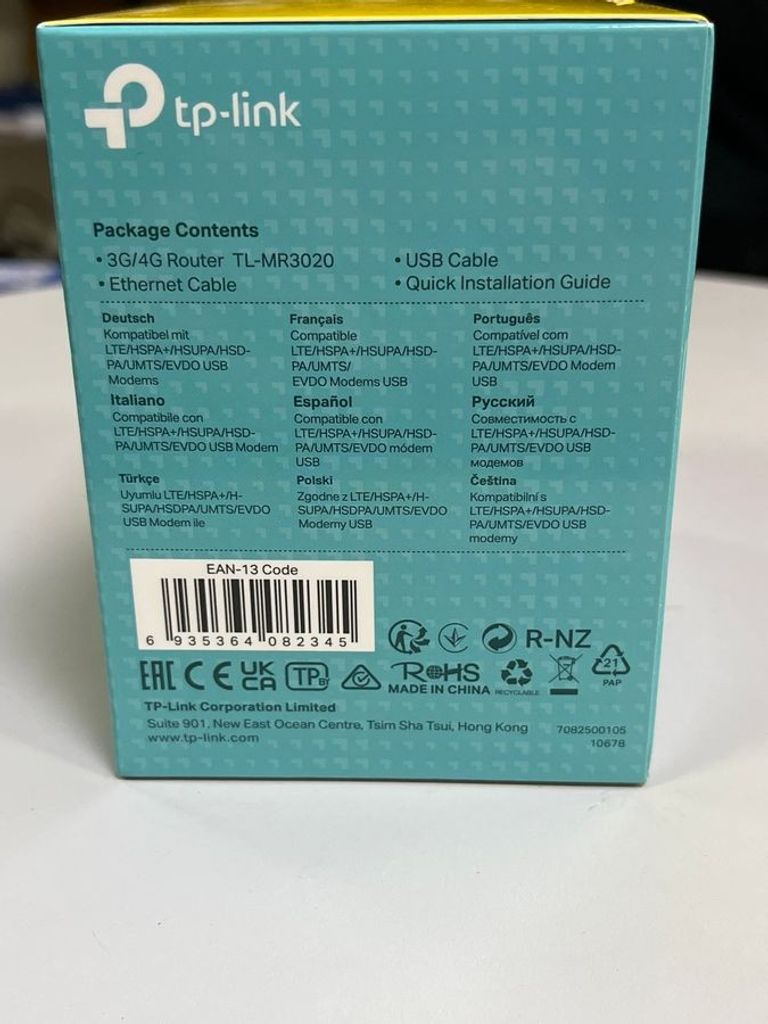 tp-link
Package Contents
• 3G/4G Router TL-MR3020
• USB Cable
• Ethernet Cable
• Quick Installation Guide
Deutsch
Kompatibel mit
LTE/HSPA+/HSUPA/HSD-
PA/UMTS/EVDO USB
Modems
Français
Compatible
LTE/HSPA+/HSUPA/HSD-
PA/UMTS/
EVDO Modems USB
Português
Compatível com
LTE/HSPA+/HSUPA/HSD-
PA/UMTS/EVDO Modem
USB
Italiano
Compatibile con
LTE/HSPA+/HSUPA/HSD-
PA/UMTS/EVDO USB Modem
Español
Compatible con
LTE/HSPA+/HSUPA/HSD-
PA/UMTS/EVDO módem
USB
Русский
Совместимость с
LTE/HSPA+/HSUPA/HSD-
PA/UMTS/EVDO USB
модемов
Türkçe
Uyumlu LTE/HSPA+/H-
SUPA/HSDPA/UMTS/EVDO
USB Modem ile
Polski
Zgodne z LTE/HSPA+/H-
SUPA/HSDPA/UMTS/EVDO
Modemy USB
Čeština
Kompatibilní s
LTE/HSPA+/HSUPA/HSD-
PA/UMTS/EVDO USB
modemy
EAN-13 Code
6 935364 082345
R-NZ
EAC CE UKCA TP BY RoHS
MADE IN CHINA
RECYCLABLE
21
PAP
TP-Link Corporation Limited
Suite 901, New East Ocean Centre, Tsim Sha Tsui, Hong Kong
www.tp-link.com
7082500105
10678